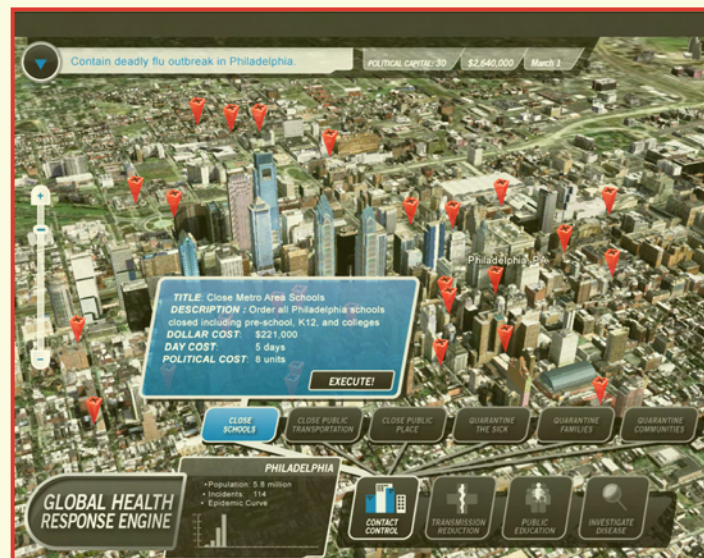 Contain deadly flu outbreak in Philadelphia.
POLITICAL CAPITAL: 30
$2,640,000
March 1
Philadelphia, PA
TITLE: Close Metro Area Schools
DESCRIPTION : Order all Philadelphia schools
closed including pre-school, K12, and colleges
DOLLAR COST: $221,000
DAY COST: 5 days
POLITICAL COST: 8 units
EXECUTE!
CLOSE
SCHOOLS
CLOSE PUBLIC
TRANSPORTATION
CLOSE PUBLIC
PLACE
QUARANTINE
THE SICK
QUARANTINE
FAMILIES
QUARANTINE
COMMUNITIES
PHILADELPHIA
• Population: 5.8 million
• Incidents: 114
• Epidemic Curve
GLOBAL HEALTH
RESPONSE ENGINE
CONTACT
CONTROL
TRANSMISSION
REDUCTION
PUBLIC
EDUCATION
INVESTIGATE
DISEASE